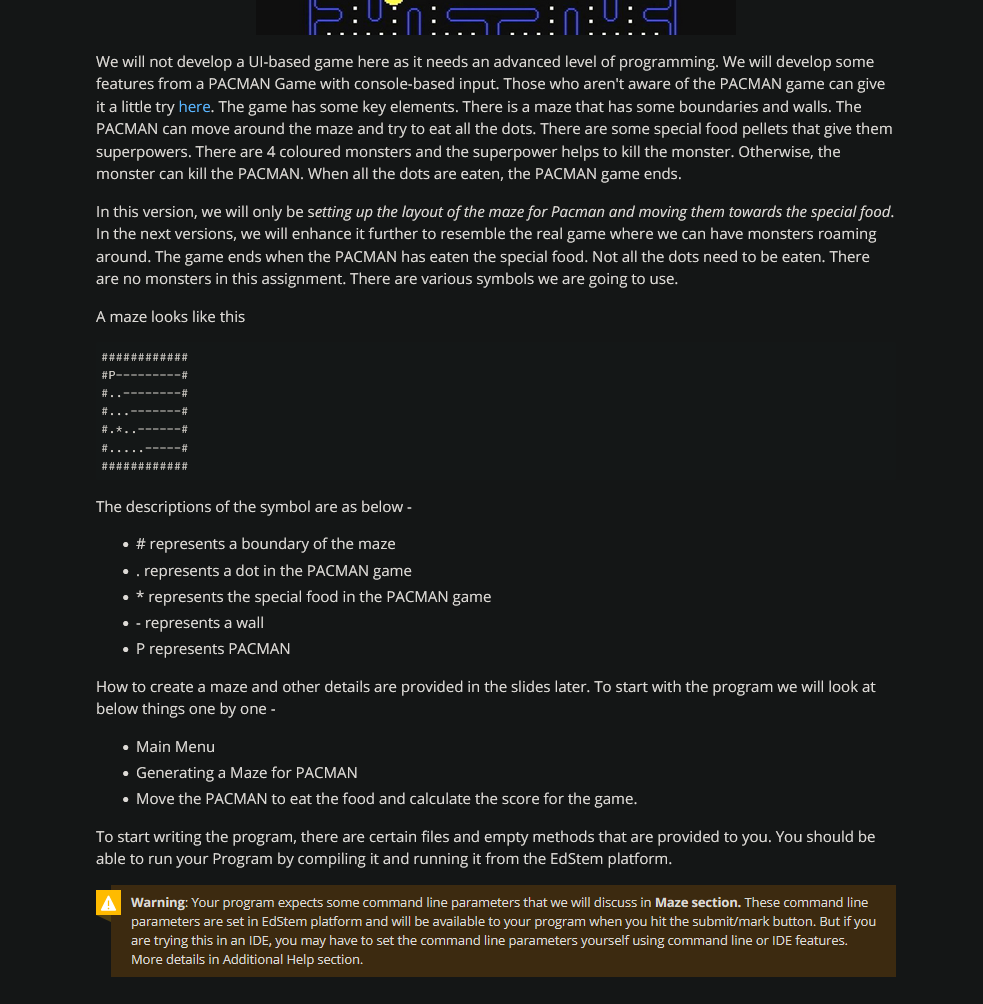 We will not develop a UI-based game here as it needs an advanced level of programming. We will develop some
features from a PACMAN Game with console-based input. Those who aren't aware of the PACMAN game can give
it a little try here. The game has some key elements. There is a maze that has some boundaries and walls. The
PACMAN can move around the maze and try to eat all the dots. There are some special food pellets that give them
superpowers. There are 4 coloured monsters and the superpower helps to kill the monster. Otherwise, the
monster can kill the PACMAN. When all the dots are eaten, the PACMAN game ends.
In this version, we will only be setting up the layout of the maze for Pacman and moving them towards the special food.
In the next versions, we will enhance it further to resemble the real game where we can have monsters roaming
around. The game ends when the PACMAN has eaten the special food. Not all the dots need to be eaten. There
are no monsters in this assignment. There are various symbols we are going to use.
A maze looks like this
############
#P---------#
#..--------#
#...-------#
#.*..------#
#.....-----#
############
The descriptions of the symbol are as below -
• # represents a boundary of the maze
• . represents a dot in the PACMAN game
• * represents the special food in the PACMAN game
• - represents a wall
• P represents PACMAN
How to create a maze and other details are provided in the slides later. To start with the program we will look at
below things one by one -
• Main Menu
• Generating a Maze for PACMAN
• Move the PACMAN to eat the food and calculate the score for the game.
To start writing the program, there are certain files and empty methods that are provided to you. You should be
able to run your Program by compiling it and running it from the EdStem platform.
Warning: Your program expects some command line parameters that we will discuss in Maze section. These command line
parameters are set in EdStem platform and will be available to your program when you hit the submit/mark button. But if you
are trying this in an IDE, you may have to set the command line parameters yourself using command line or IDE features.
More details in Additional Help section.